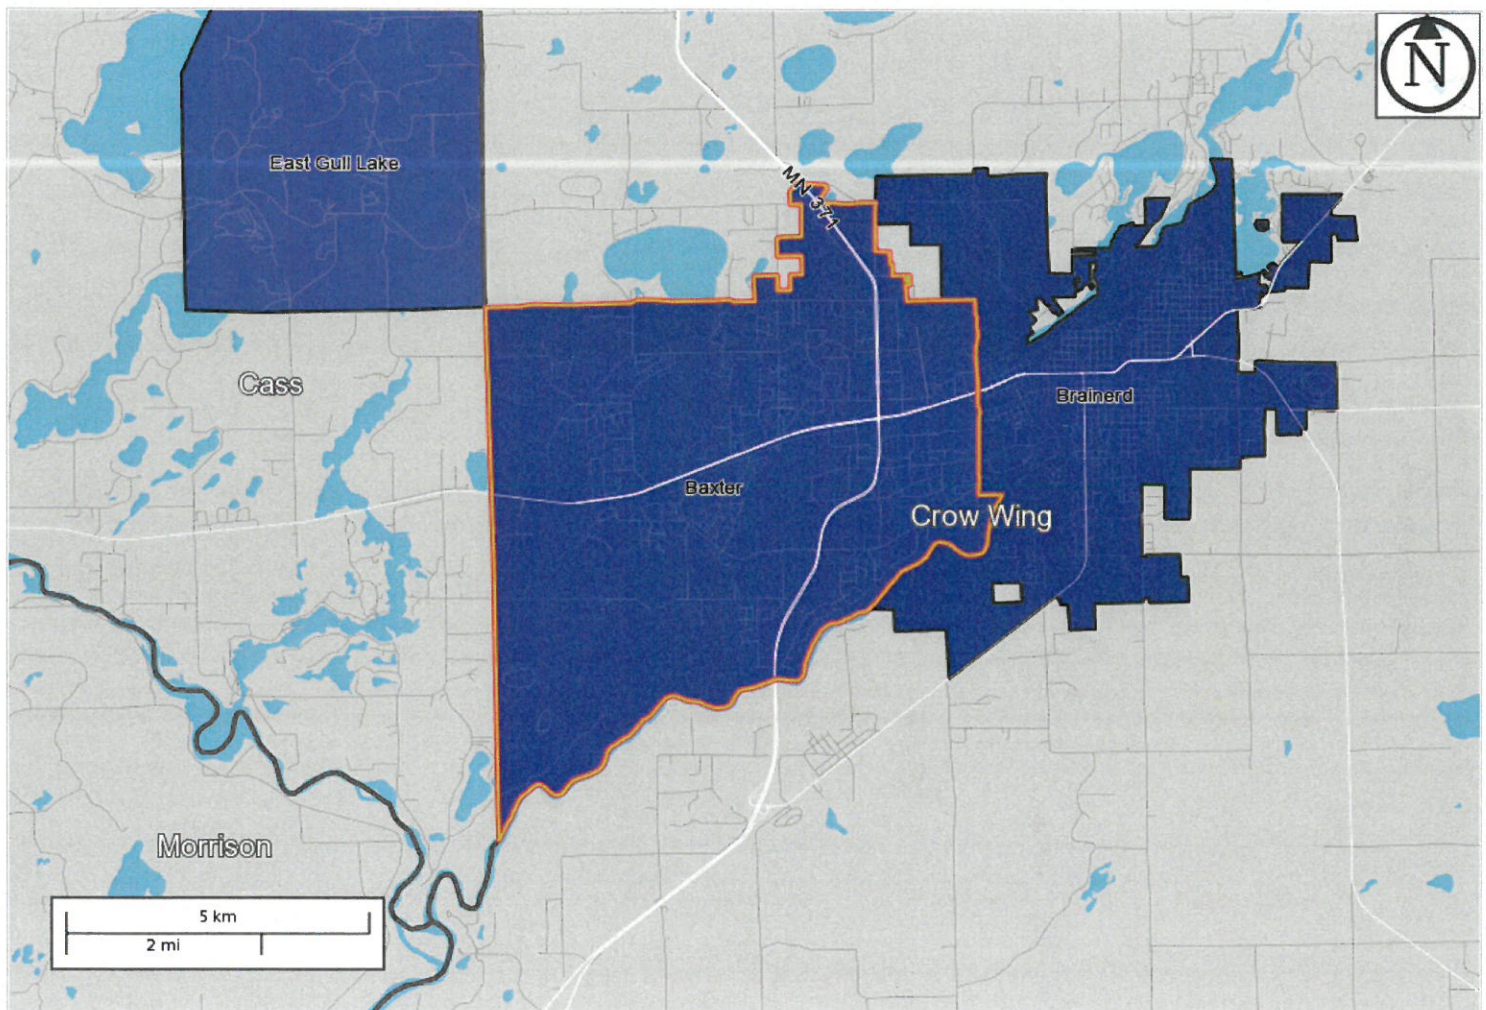 N
East Gull Lake
MN 371
Cass
Brainerd
Baxter
Crow Wing
Morrison
5 km
2 mi